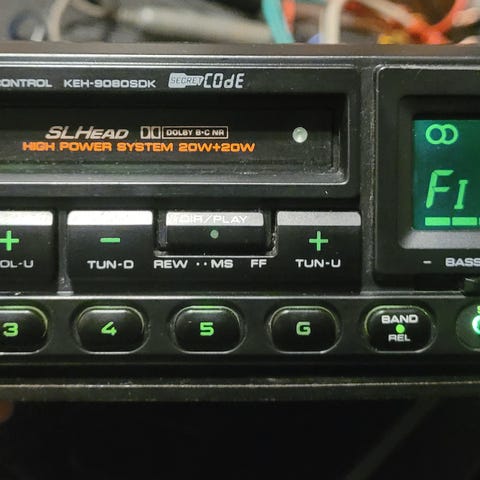 CONTROL KEH-9080SDK SECRET CODE
SLHEAD DOLBY B·C NR
HIGH POWER SYSTEM 20W+20W
FI
+ - DIR/PLAY +
OL-U TUN-D REW ··MS FF TUN-U - BASS
3 4 5 6 BAND
REL